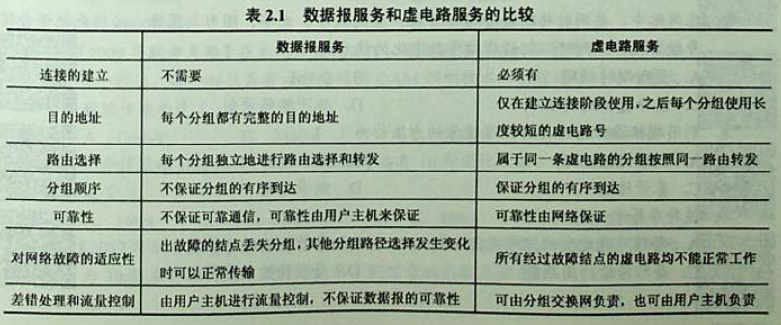 表 2.1 数据报服务和虚电路服务的比较
数据报服务 虚电路服务
连接的建立 不需要 必须有
目的地址 每个分组都有完整的目的地址 仅在建立连接阶段使用,之后每个分组使用长
度较短的虚电路号
路由选择 每个分组独立地进行路由选择和转发 属于同一条虚电路的分组按照同一路由转发
分组顺序 不保证分组的有序到达 保证分组的有序到达
可靠性 不保证可靠通信,可靠性由用户主机来保证 可靠性由网络保证
对网络故障的适应性 出故障的结点丢失分组,其他分组路径选择发生变化
时可以正常传输 所有经过故障结点的虚电路均不能正常工作
差错处理和流量控制 由用户主机进行流量控制,不保证数据报的可靠性 可由分组交换网负责,也可由用户主机负责